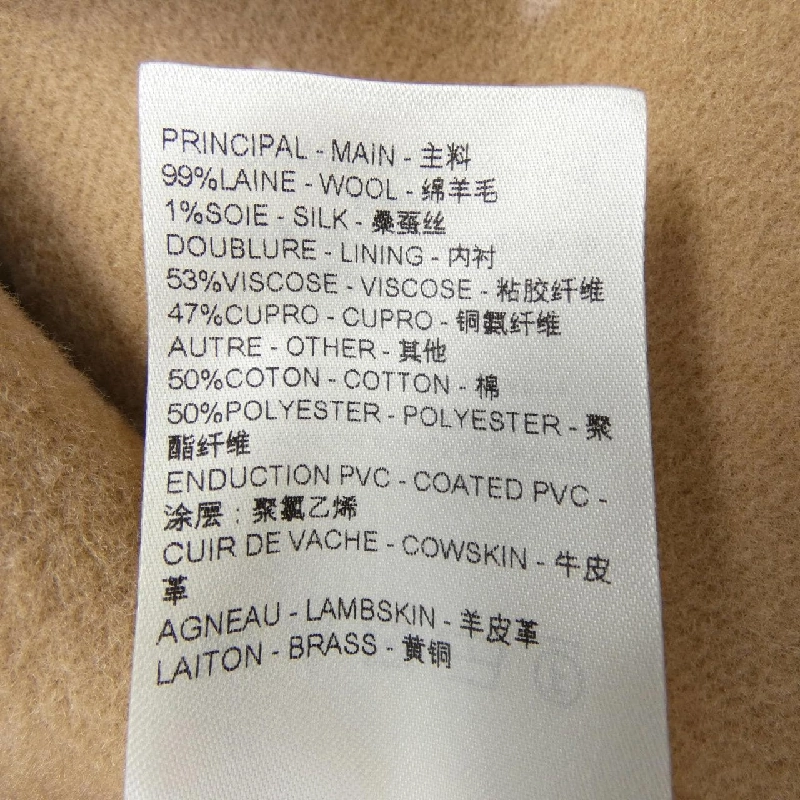 PRINCIPAL - MAIN - 主料
99%LAINE - WOOL - 绵羊毛
1%SOIE - SILK - 桑蚕丝
DOUBLURE - LINING - 内衬
53%VISCOSE - VISCOSE - 粘胶纤维
47%CUPRO - CUPRO - 铜氨纤维
AUTRE - OTHER - 其他
50%COTON - COTTON - 棉
50%POLYESTER - POLYESTER - 聚
酯纤维
ENDUCTION PVC - COATED PVC -
涂层：聚氯乙烯
CUIR DE VACHE - COWSKIN - 牛皮
革
AGNEAU - LAMBSKIN - 羊皮革
LAITON - BRASS - 黄铜